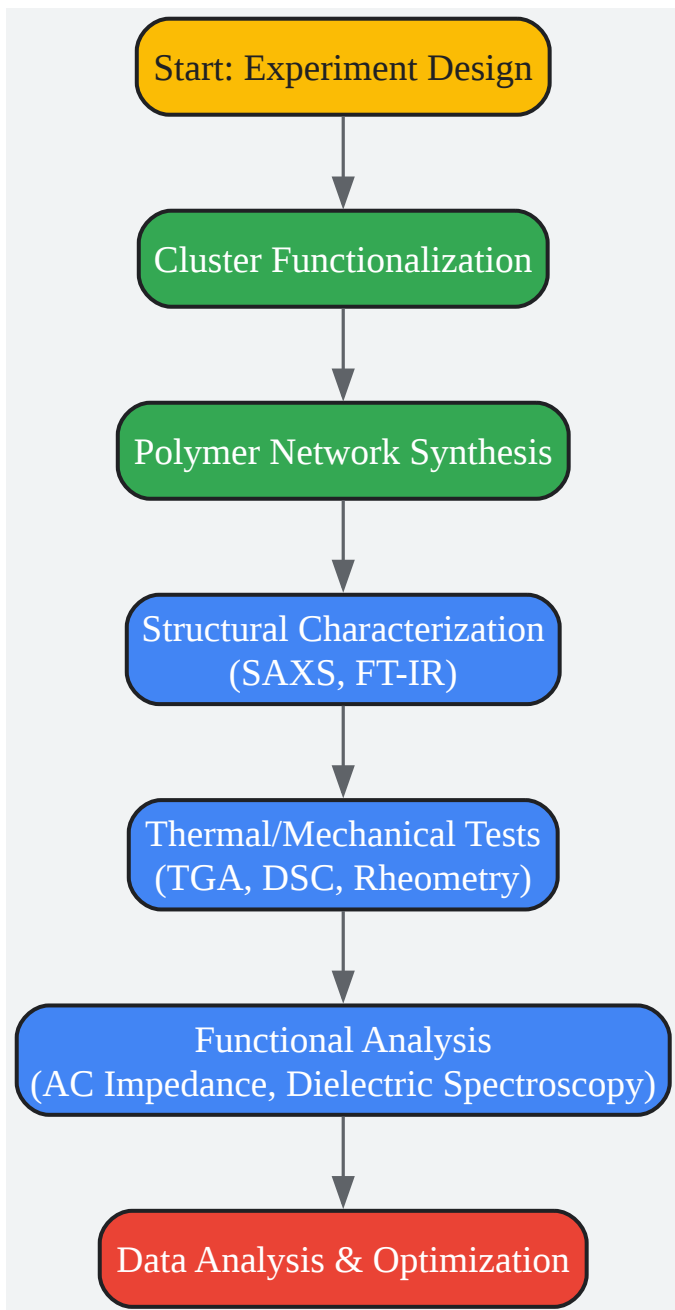 Start: Experiment Design
Cluster Functionalization
Polymer Network Synthesis
Structural Characterization
(SAXS, FT-IR)
Thermal/Mechanical Tests
(TGA, DSC, Rheometry)
Functional Analysis
(AC Impedance, Dielectric Spectroscopy)
Data Analysis & Optimization